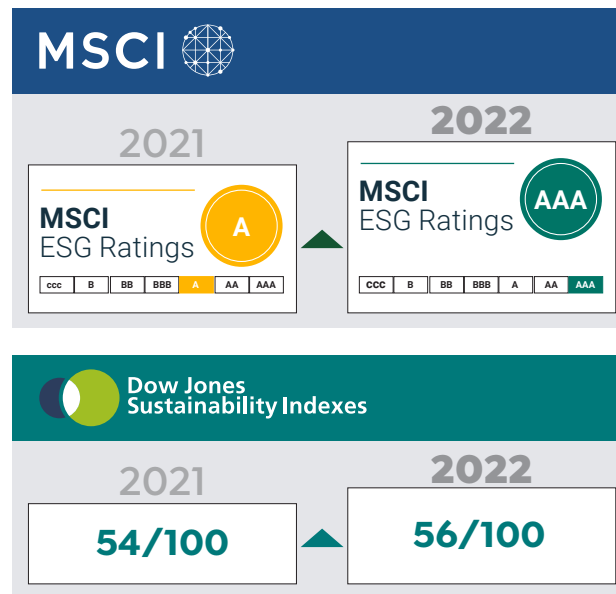 MSCI
2021
2022
MSCI
ESG Ratings
A
ccc B BB BBB A AA AAA
MSCI
ESG Ratings
AAA
CCC B BB BBB A AA AAA
Dow Jones
Sustainability Indexes
2021
2022
54/100
56/100